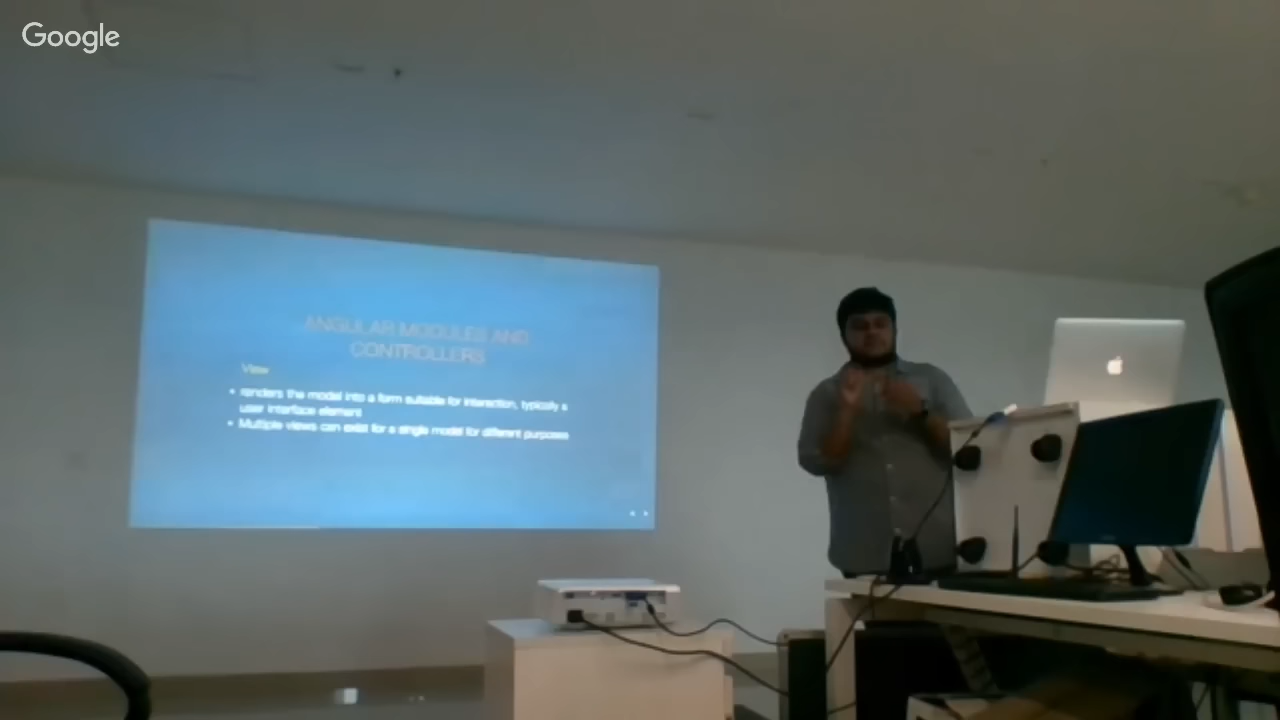 Google
ANGULAR MODULES AND
CONTROLLERS
View
• renders the model into a form suitable for interaction, typically a
user interface element
• Multiple views can exist for a single model for different purposes